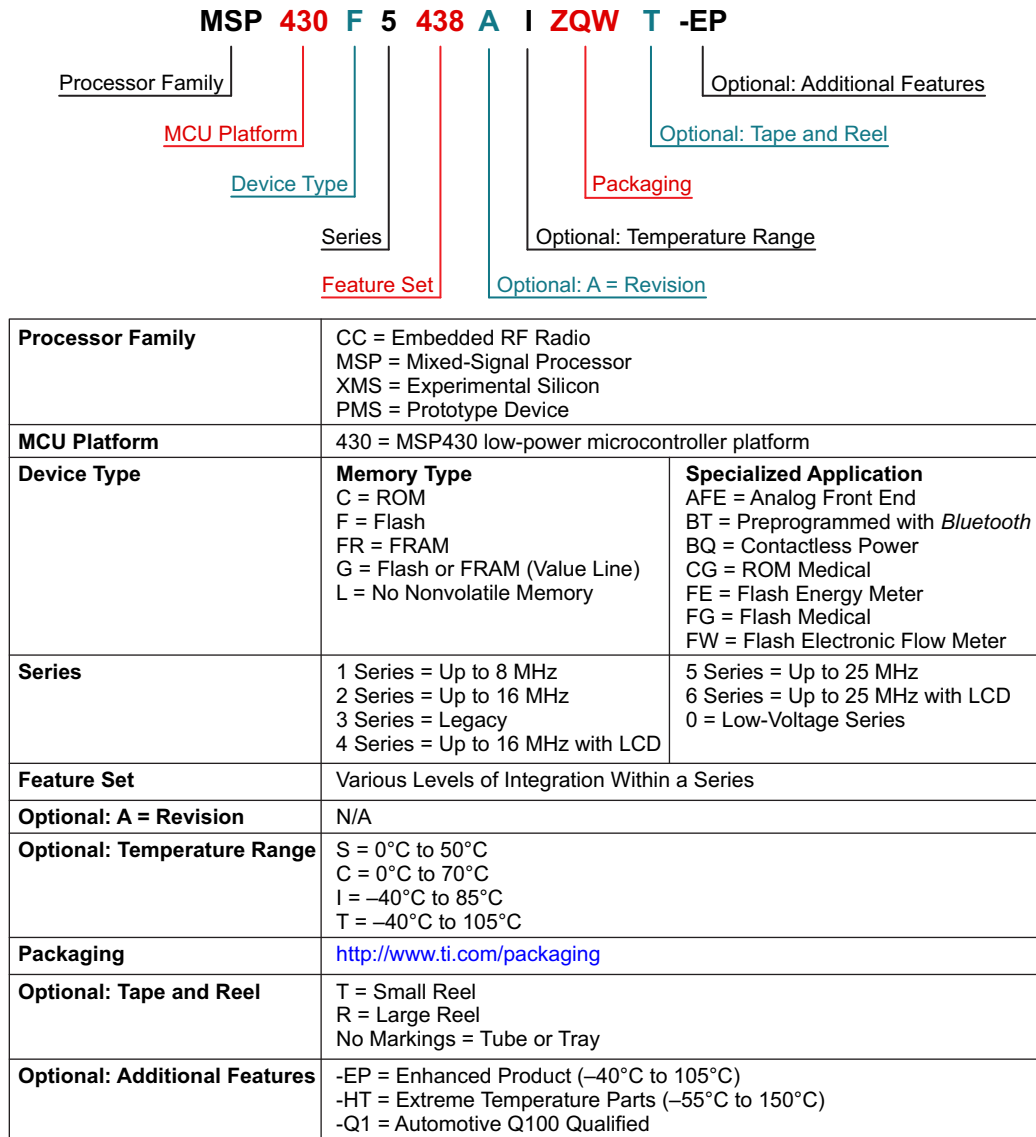 MSP 430 F 5 438 A I ZQW T -EP
Processor Family
Optional: Additional Features
MCU Platform
Optional: Tape and Reel
Device Type
Packaging
Series
Optional: Temperature Range
Feature Set
Optional: A = Revision
Processor Family
CC = Embedded RF Radio
MSP = Mixed-Signal Processor
XMS = Experimental Silicon
PMS = Prototype Device
MCU Platform
430 = MSP430 low-power microcontroller platform
Device Type
Memory Type
C = ROM
F = Flash
FR = FRAM
G = Flash or FRAM (Value Line)
L = No Nonvolatile Memory
Specialized Application
AFE = Analog Front End
BT = Preprogrammed with Bluetooth
BQ = Contactless Power
CG = ROM Medical
FE = Flash Energy Meter
FG = Flash Medical
FW = Flash Electronic Flow Meter
Series
1 Series = Up to 8 MHz
2 Series = Up to 16 MHz
3 Series = Legacy
4 Series = Up to 16 MHz with LCD
5 Series = Up to 25 MHz
6 Series = Up to 25 MHz with LCD
0 = Low-Voltage Series
Feature Set
Various Levels of Integration Within a Series
Optional: A = Revision
N/A
Optional: Temperature Range
S = 0°C to 50°C
C = 0°C to 70°C
I = –40°C to 85°C
T = –40°C to 105°C
Packaging
http://www.ti.com/packaging
Optional: Tape and Reel
T = Small Reel
R = Large Reel
No Markings = Tube or Tray
Optional: Additional Features
-EP = Enhanced Product (–40°C to 105°C)
-HT = Extreme Temperature Parts (–55°C to 150°C)
-Q1 = Automotive Q100 Qualified